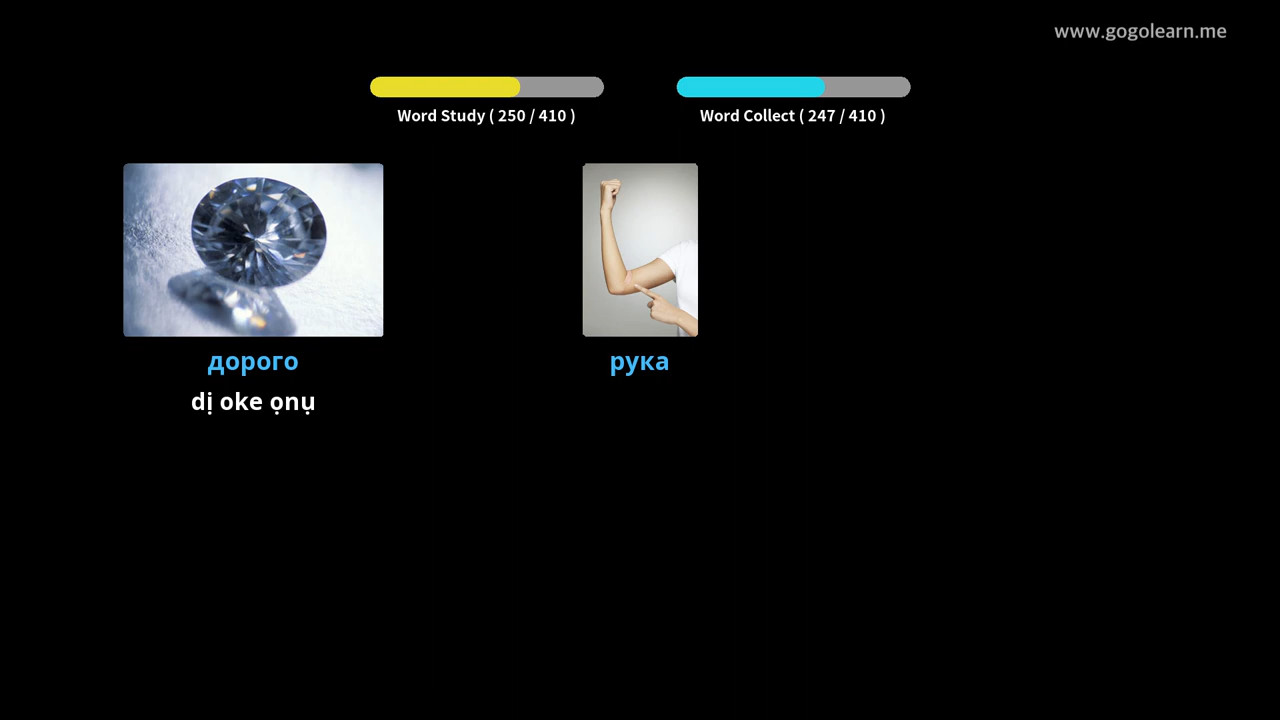 www.gogolearn.me
Word Study ( 250 / 410 )
Word Collect ( 247 / 410 )
дорого
dị oke ọnụ
рука